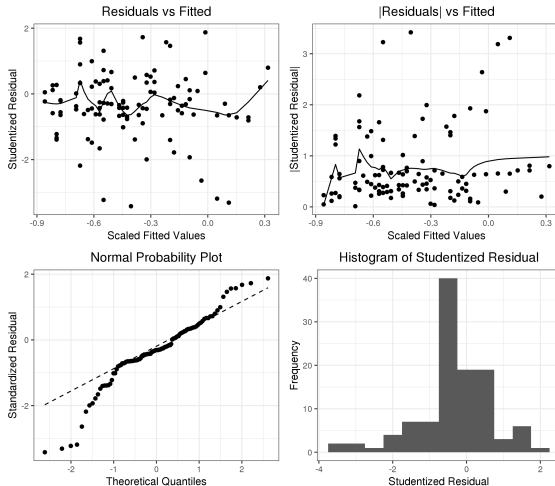 Residuals vs Fitted
Studentized Residual
2
0
-2
-0.9 -0.6 -0.3 0.0 0.3
Scaled Fitted Values
|Residuals| vs Fitted
|Studentized Residual|
3
2
1
0
-0.9 -0.6 -0.3 0.0 0.3
Scaled Fitted Values
Normal Probability Plot
Standardized Residual
2
0
-2
-2 -1 0 1 2
Theoretical Quantiles
Histogram of Studentized Residual
Frequency
40
30
20
10
0
-4 -2 0 2
Studentized Residual